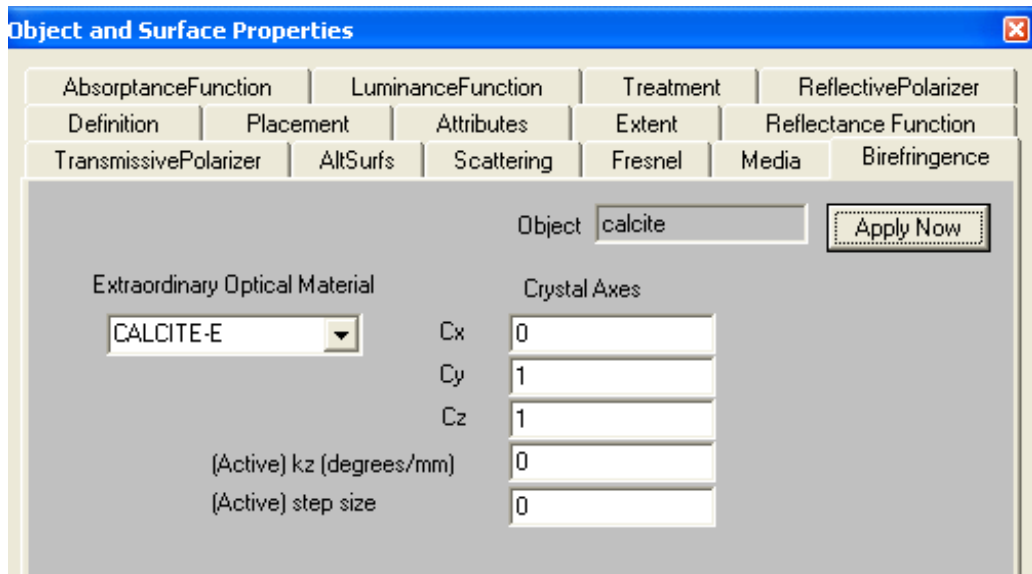 Object and Surface Properties
AbsorptanceFunction LuminanceFunction Treatment ReflectivePolarizer
Definition Placement Attributes Extent Reflectance Function
TransmissivePolarizer AltSurfs Scattering Fresnel Media Birefringence
Object calcite Apply Now
Extraordinary Optical Material Crystal Axes
CALCITE-E Cx 0
Cy 1
Cz 1
(Active) kz (degrees/mm) 0
(Active) step size 0